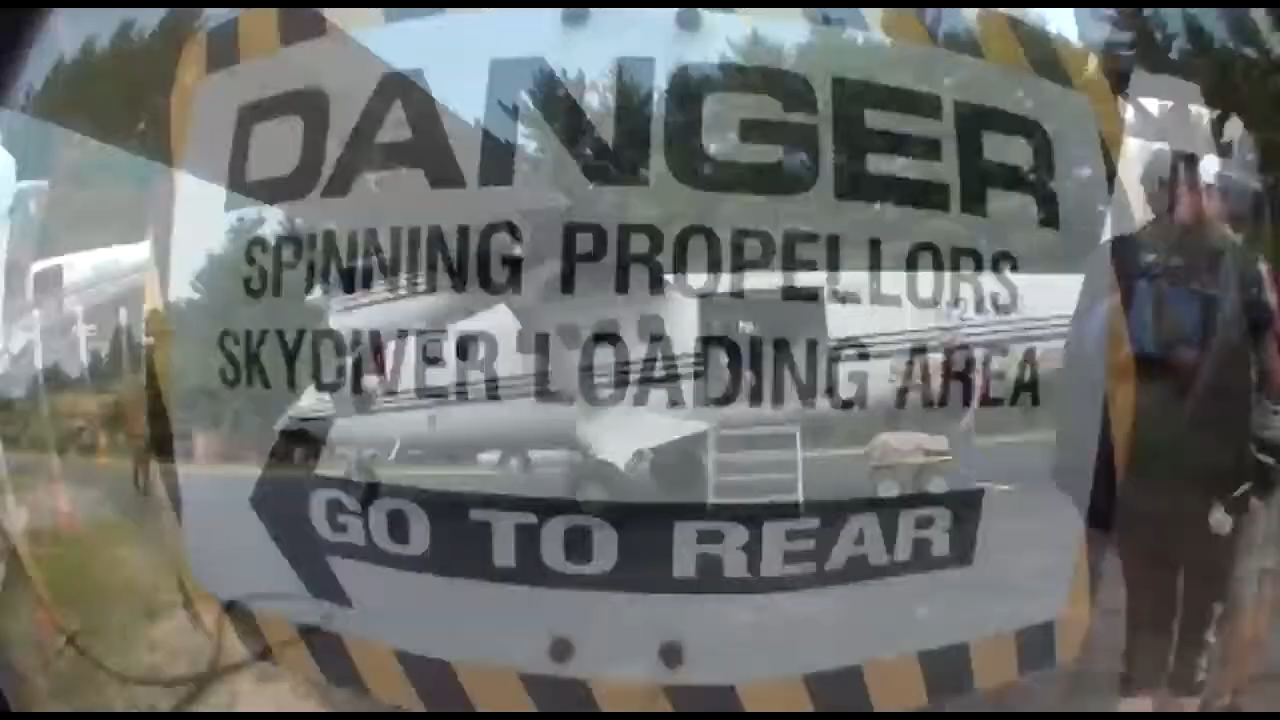 DANGER
SPINNING PROPELLORS
SKYDIVER LOADING AREA
GO TO REAR